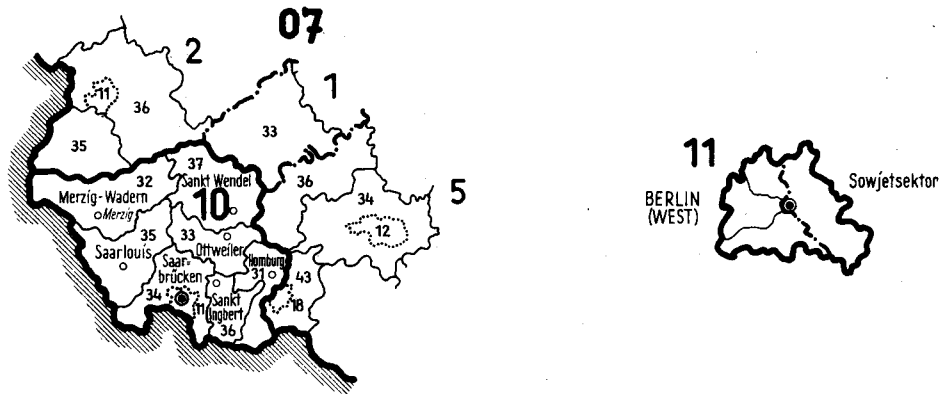 07
2
1
11
36
33
35
37
32
Sankt Wendel
36
Merzig-Wadern
Merzig
10
34
5
12
35
33
Ottweiler
Saarlouis
Saar-
brücken
Homburg
31
43
34
11
Sankt
Ingbert
36
18
11
BERLIN
(WEST)
Sowjetsektor